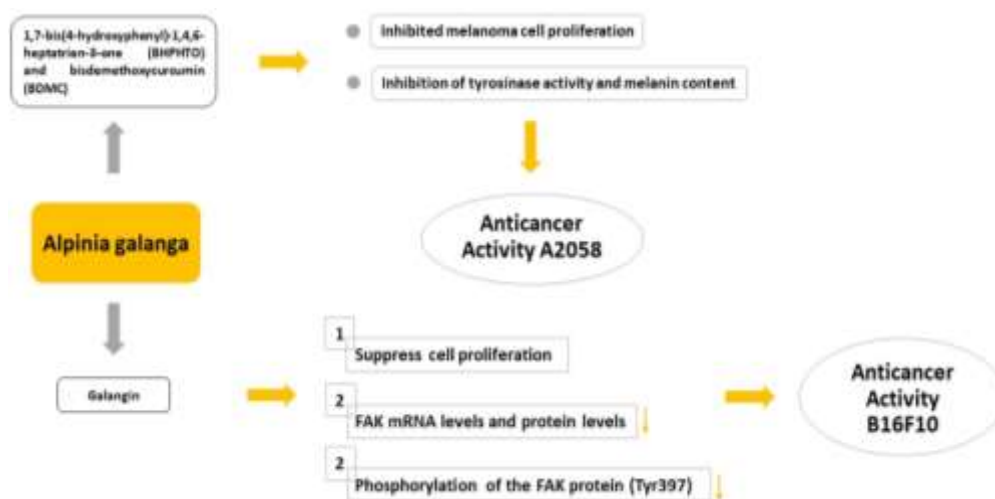 1,7-bis(4-hydroxyphenyl)-1,4,6-
heptatrien-3-one (BHPHTO)
and bisdemethoxycurcumin
(BDMC)
Inhibited melanoma cell proliferation
Inhibition of tyrosinase activity and melanin content
Alpinia galanga
Anticancer
Activity A2058
Galangin
1
Suppress cell proliferation
2
FAK mRNA levels and protein levels
2
Phosphorylation of the FAK protein (Tyr397)
Anticancer
Activity
B16F10